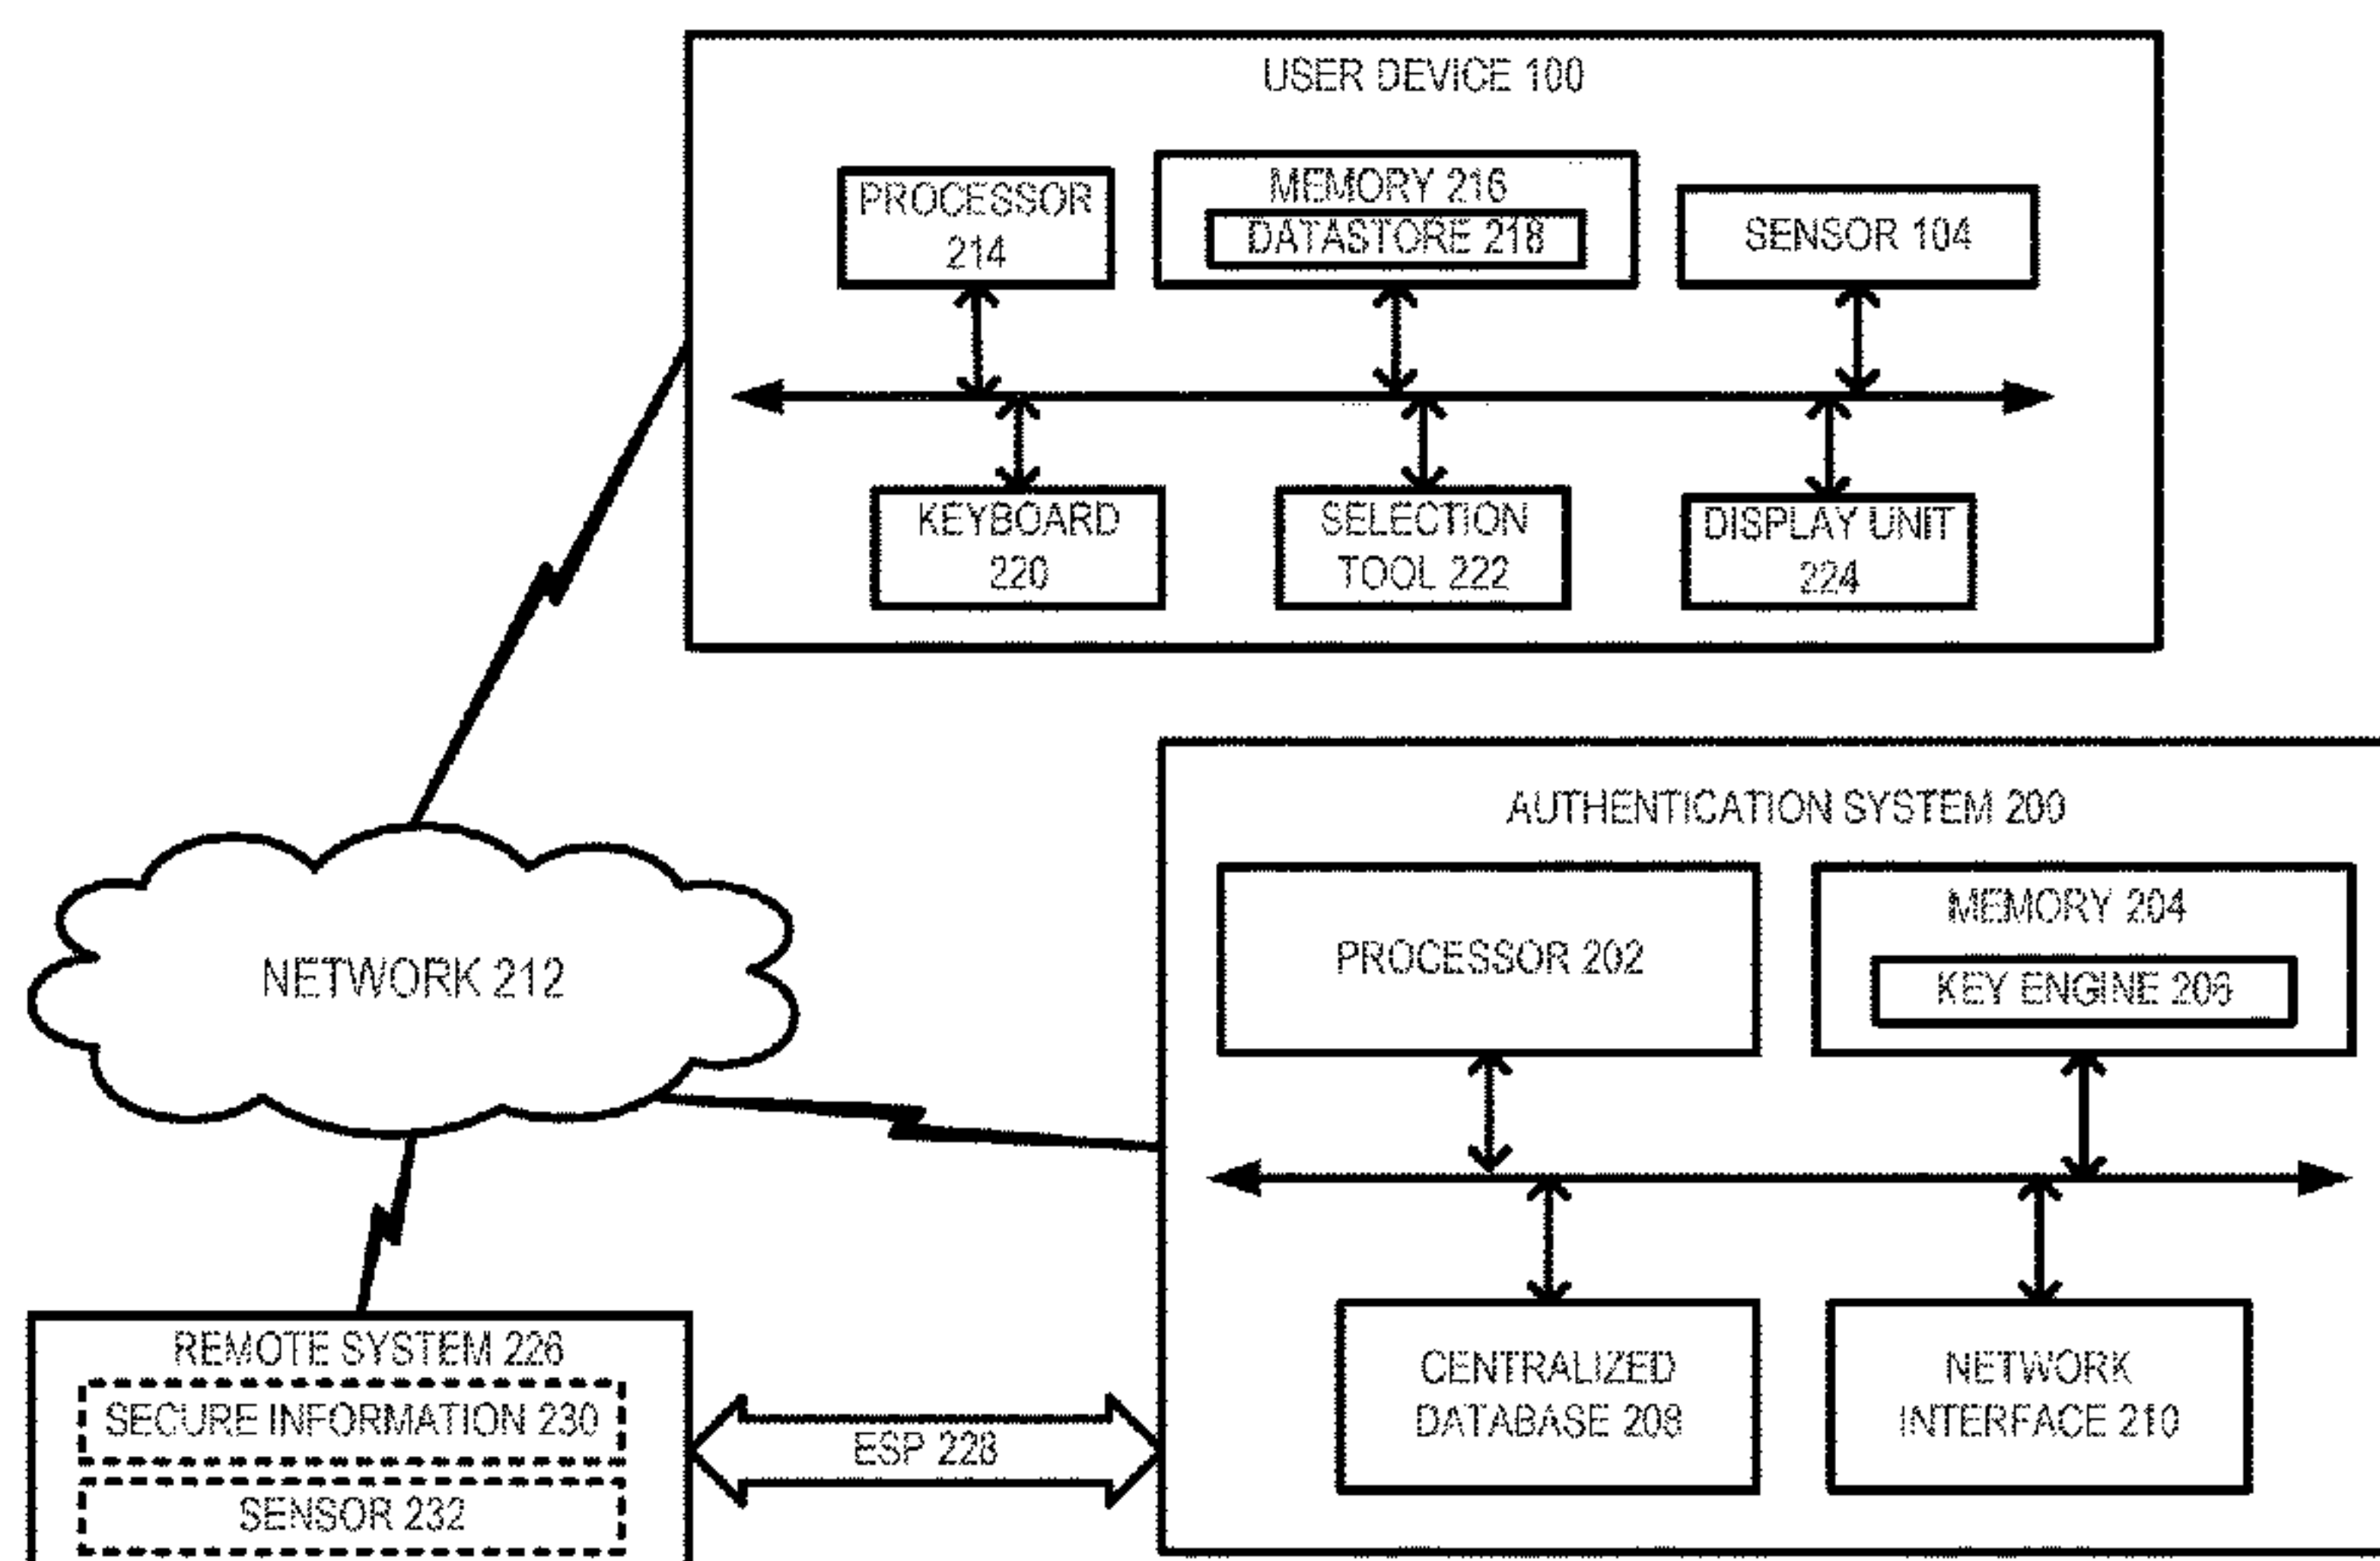 USER DEVICE 100
PROCESSOR
214
MEMORY 216
DATASTORE 218
SENSOR 104
KEYBOARD
220
SELECTION
TOOL 222
DISPLAY UNIT
224
AUTHENTICATION SYSTEM 200
PROCESSOR 202
MEMORY 204
KEY ENGINE 206
NETWORK 212
CENTRALIZED
DATABASE 208
NETWORK
INTERFACE 210
REMOTE SYSTEM 226
SECURE INFORMATION 230
SENSOR 232
ESP 228